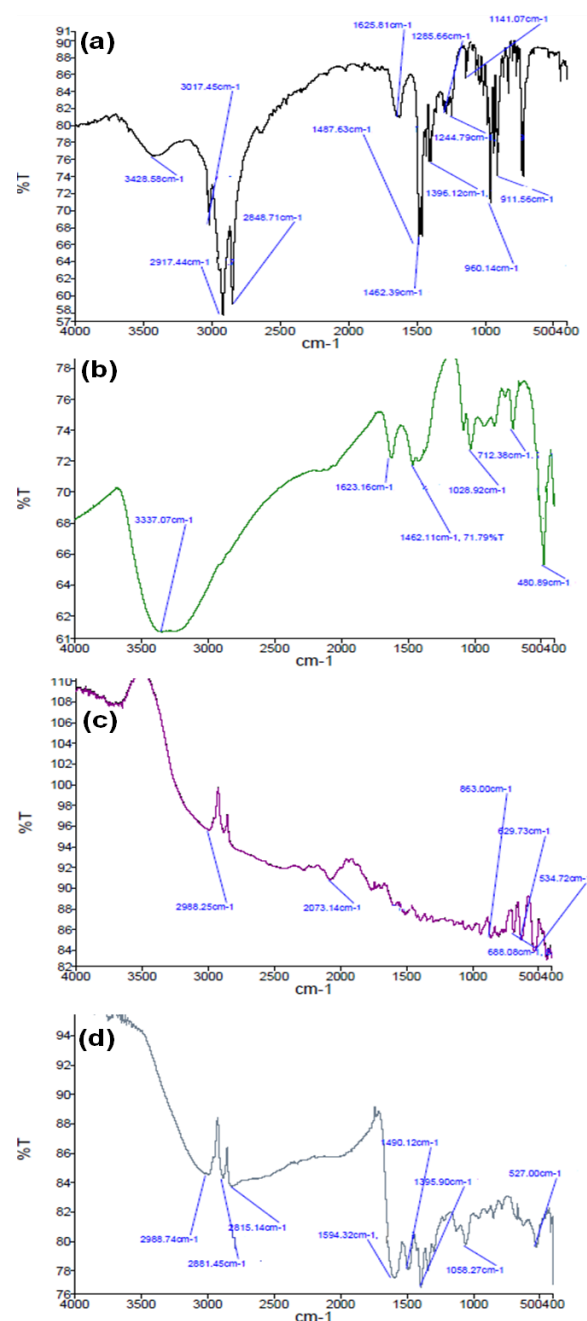 (a)
%T
91
90
86
84
82
80
78
76
74
72
70
68
66
64
62
60
58
57
1625.81cm-1
1285.66cm-1
1141.07cm-1
3017.45cm-1
1487.63cm-1
1244.79cm-1
3428.58cm-1
2848.71cm-1
1396.12cm-1,
911.56cm-1
2917.44cm-1
1462.39cm-1
960.14cm-1
4000 3500 3000 2500 2000 1500 1000 500400
cm-1
(b)
%T
78
76
74
72
70
68
66
64
62
61
3337.07cm-1
1623.16cm-1
712.38cm-1,
1028.92cm-1
1462.11cm-1, 71.79%T
480.89cm-1
4000 3500 3000 2500 2000 1500 1000 500400
cm-1
(c)
%T
110
108
106
104
102
100
98
96
94
92
90
88
86
84
82
863.00cm-1
629.73cm-1
534.72cm-
2988.25cm-1
2073.14cm-1
688.08cm-1,
4000 3500 3000 2500 2000 1500 1000 500400
cm-1
(d)
%T
94
92
90
88
86
84
82
80
78
76
1490.12cm-1
1395.90cm-1
527.00cm-1
2988.74cm-1
2815.14cm-1
2881.45cm-1
1594.32cm-1,
1058.27cm-1
4000 3500 3000 2500 2000 1500 1000 500400
cm-1